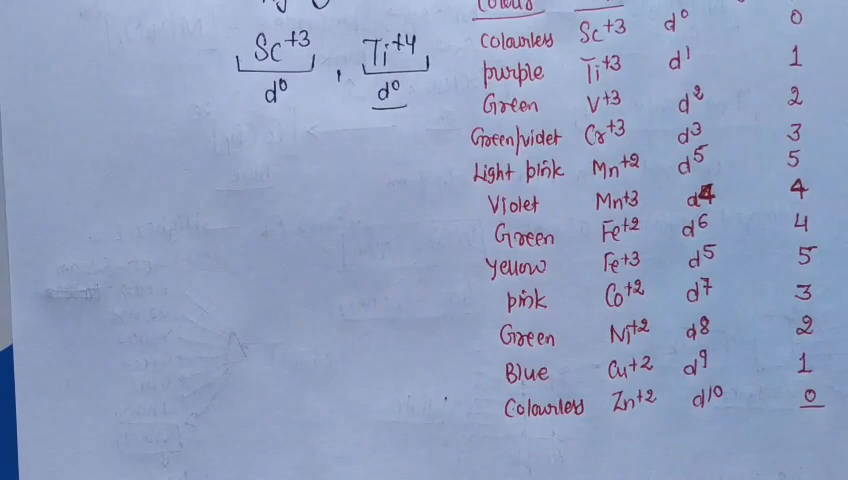 Colour
Sc+3 , Ti+4
d0 d0
Colourless Sc+3 d0 0
purple Ti+3 d1 1
Green V+3 d2 2
Green/violet Cr+3 d3 3
Light pink Mn+2 d5 5
Violet Mn+3 d4 4
Green Fe+2 d6 4
Yellow Fe+3 d5 5
pink Co+2 d7 3
Green Ni+2 d8 2
Blue Cu+2 d9 1
Colourless Zn+2 d10 0